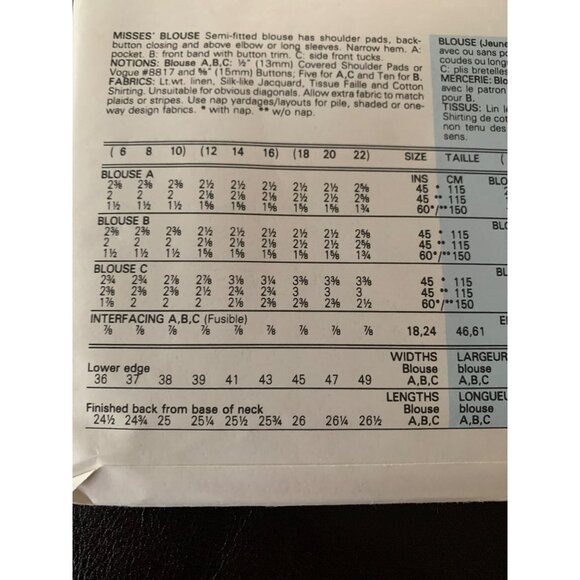 MISSES' BLOUSE Semi-fitted blouse has shoulder pads, back-
button closing and above elbow or long sleeves. Narrow hem. A:
pocket. B: front band button trim. C: side front tucks.
NOTIONS: Blouse A,B,C: ½" (13mm) Covered Shoulder Pads or
Vogue #8817 and ⅝" (15mm) Buttons; Five for A,C and Ten for B.
FABRICS: Lt.wt. linen, Silk-like Jacquard, Tissue Faille and Cotton
Shirting. Unsuitable for obvious diagonals. Allow extra fabric to match
plaids or stripes. Use nap yardages/layouts for pile, shaded or one-
way design fabrics. * with nap. ** w/o nap.
BLOUSE (Jeune
avec ou sans po
coudes ou long
C: plis bretelles
MERCERIE: Blo
avec le patron
pour B.
TISSUS: Lin l
Shirting de cot
non tenu des
sens.
( 6 8 10) (12 14 16) (18 20 22) SIZE TAILLE (
BLOUSE A INS CM BLO
2⅜ 2⅜ 2⅜ 2½ 2½ 2½ 2½ 2½ 2⅝ 45 * 115
2 2 2 2⅛ 2½ 2½ 2½ 2½ 2⅝ 45 ** 115
1½ 1½ 1½ 1⅝ 1⅝ 1⅝ 1⅝ 1⅝ 1¾ 60*/** 150
BLOUSE B BLO
2⅜ 2⅜ 2⅜ 2½ 2½ 2½ 2½ 2½ 2⅝ 45 * 115
2 2 2 2⅛ 2⅛ 2½ 2½ 2½ 2⅝ 45 ** 115
1½ 1½ 1½ 1⅝ 1⅝ 1⅝ 1⅝ 1⅝ 1¾ 60*/** 150
BLOUSE C BL
2¾ 2¾ 2⅞ 2⅞ 3⅛ 3¼ 3⅜ 3⅜ 3⅜ 45 * 115
2⅜ 2⅜ 2⅜ 2½ 2¾ 2¾ 3 3 3 45 ** 115
1⅞ 2 2 2 2⅛ 2⅜ 2⅜ 2⅜ 2½ 60*/** 150
INTERFACING A,B,C (Fusible) E
⅞ ⅞ ⅞ ⅞ ⅞ ⅞ ⅞ ⅞ ⅞ 18,24 46,61
WIDTHS LARGEUR
Lower edge Blouse blouse
36 37 38 39 41 43 45 47 49 A,B,C A,B,C
LENGTHS LONGUEU
Finished back from base of neck Blouse blouse
24½ 24¾ 25 25¼ 25½ 25¾ 26 26¼ 26½ A,B,C A,B,C